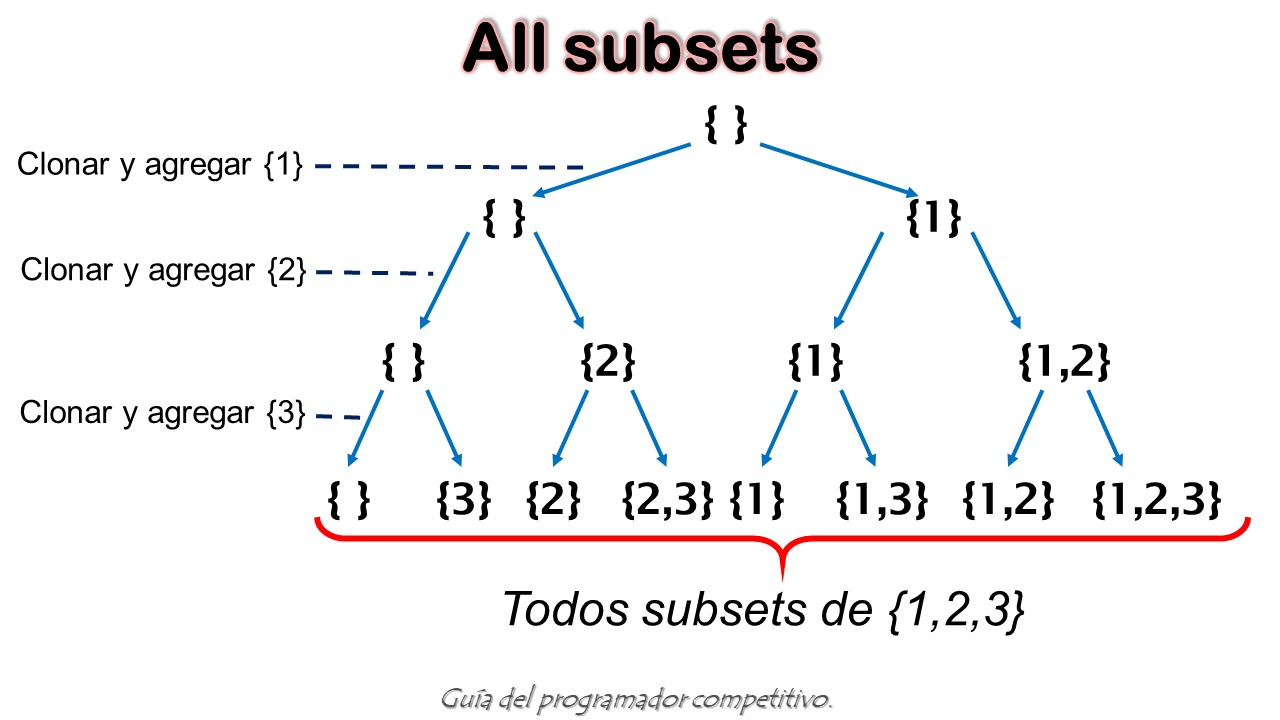 All subsets
{ }
Clonar y agregar {1}
{ } {1}
Clonar y agregar {2}
{ } {2} {1} {1,2}
Clonar y agregar {3}
{ } {3} {2} {2,3} {1} {1,3} {1,2} {1,2,3}
Todos subsets de {1,2,3}
Guía del programador competitivo.